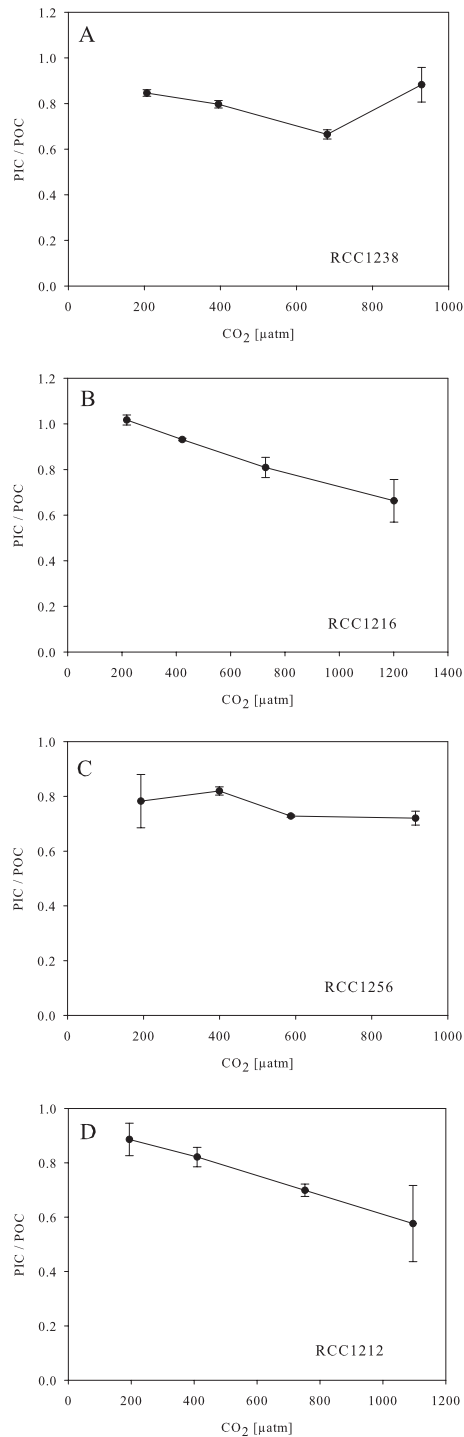 A
1.2
1.0
0.8
0.6
0.4
0.2
0.0
PIC / POC
RCC1238
0 200 400 600 800 1000
CO2 [µatm]
B
1.2
1.0
0.8
0.6
0.4
0.2
0.0
PIC / POC
RCC1216
0 200 400 600 800 1000 1200 1400
CO2 [µatm]
C
1.0
0.8
0.6
0.4
0.2
0.0
PIC / POC
RCC1256
0 200 400 600 800 1000
CO2 [µatm]
D
1.0
0.8
0.6
0.4
0.2
0.0
PIC / POC
RCC1212
0 200 400 600 800 1000 1200
CO2 [µatm]